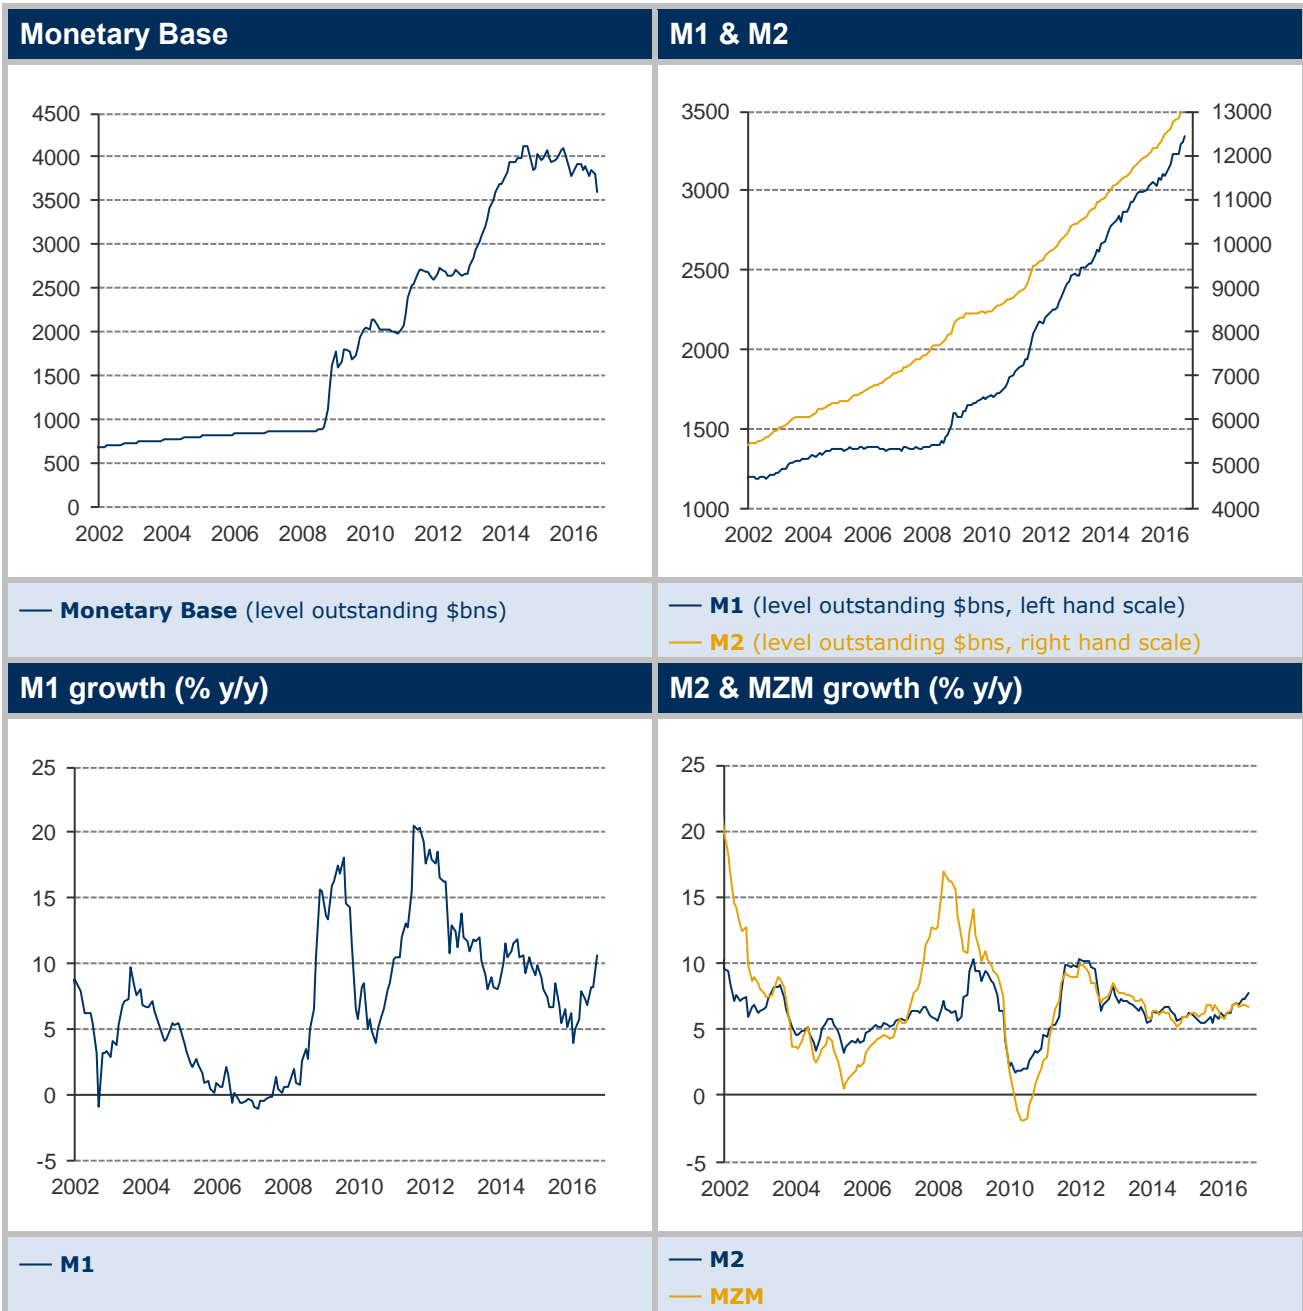 Monetary Base
4500
4000
3500
3000
2500
2000
1500
1000
500
0
2002 2004 2006 2008 2010 2012 2014 2016
— Monetary Base (level outstanding $bns)
M1 & M2
3500 13000
12000
3000 11000
10000
2500
9000
8000
2000
7000
6000
1500
5000
1000 4000
2002 2004 2006 2008 2010 2012 2014 2016
— M1 (level outstanding $bns, left hand scale)
— M2 (level outstanding $bns, right hand scale)
M1 growth (% y/y)
25
20
15
10
5
0
-5
2002 2004 2006 2008 2010 2012 2014 2016
— M1
M2 & MZM growth (% y/y)
25
20
15
10
5
0
-5
2002 2004 2006 2008 2010 2012 2014 2016
— M2
— MZM